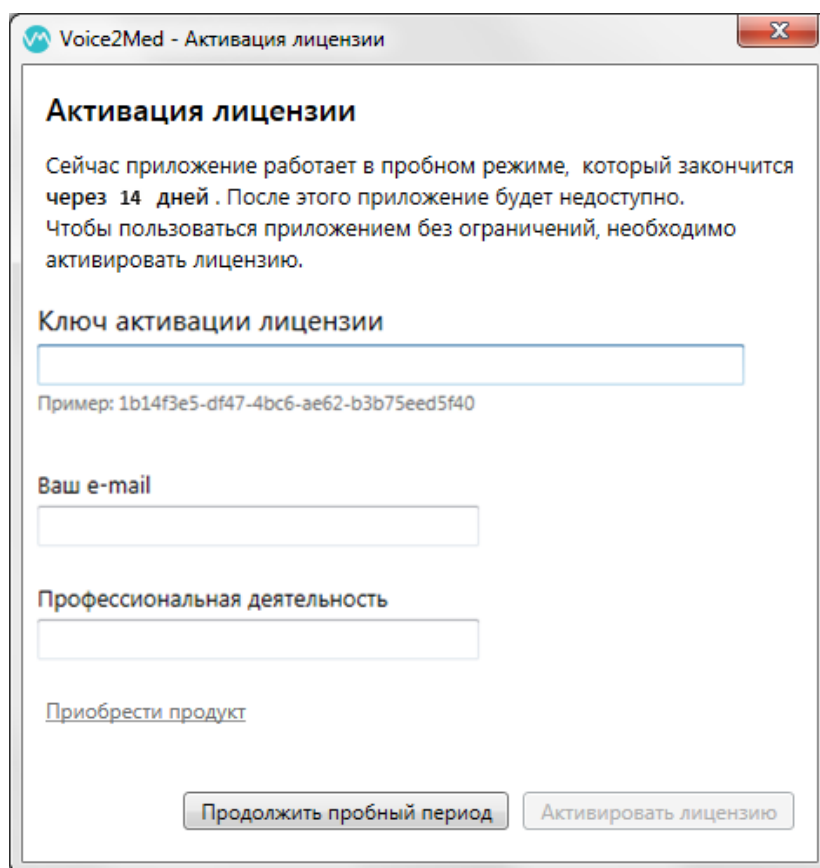 Voice2Med - Активация лицензии
Активация лицензии
Сейчас приложение работает в пробном режиме, который закончится
через 14 дней . После этого приложение будет недоступно.
Чтобы пользоваться приложением без ограничений, необходимо
активировать лицензию.
Ключ активации лицензии
Пример: 1b14f3e5-df47-4bc6-ae62-b3b75eed5f40
Ваш e-mail
Профессиональная деятельность
Приобрести продукт
Продолжить пробный период
Активировать лицензию